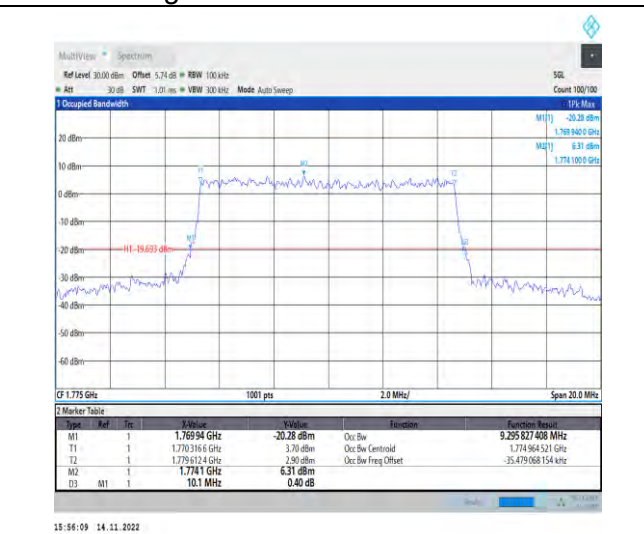 MultiView Spectrum
Ref Level 30.00 dBm Offset 5.74 dB RBW 100 kHz SGL
Att 30 dB SWT 1.01 ms VBW 300 kHz Mode Auto Sweep Count 100/100
1 Occupied Bandwidth 1Pk Max
M1[1] -20.28 dBm
1.769 940 0 GHz
M2[1] 6.31 dBm
1.774 100 0 GHz
20 dBm
10 dBm
0 dBm
-10 dBm
-20 dBm
H1 -19.693 dBm
-30 dBm
-40 dBm
-50 dBm
-60 dBm
T1
M2
T2
M1
D3
CF 1.775 GHz 1001 pts 2.0 MHz/ Span 20.0 MHz
2 Marker Table
Type Ref Trc X-Value Y-Value Function Function Result
M1 1 1.769 94 GHz -20.28 dBm Occ Bw 9.295 827 408 MHz
T1 1 1.770 316 6 GHz 3.70 dBm Occ Bw Centroid 1.774 964 521 GHz
T2 1 1.779 612 4 GHz 2.90 dBm Occ Bw Freq Offset -35.479 068 154 kHz
M2 1 1.774 1 GHz 6.31 dBm
D3 M1 1 10.1 MHz 0.40 dB
15:56:09 14.11.2022